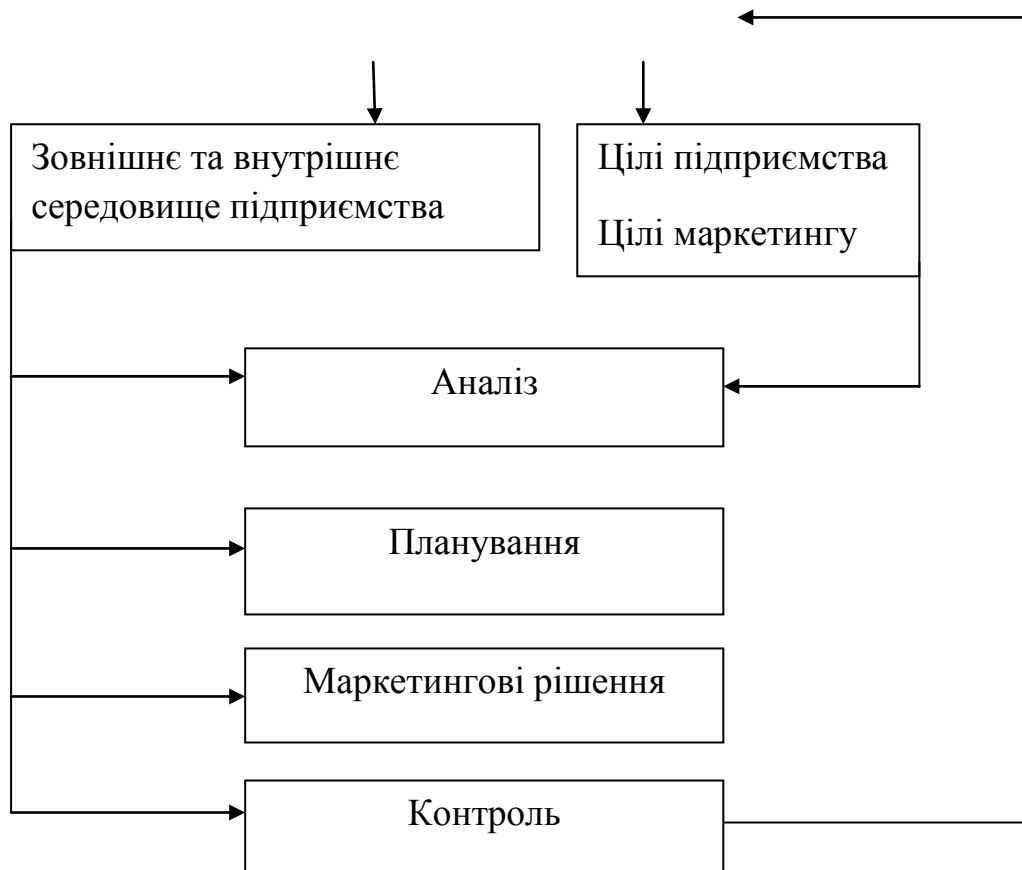 Зовнішнє та внутрішнє
середовище підприємства
Цілі підприємства
Цілі маркетингу
Аналіз
Планування
Маркетингові рішення
Контроль